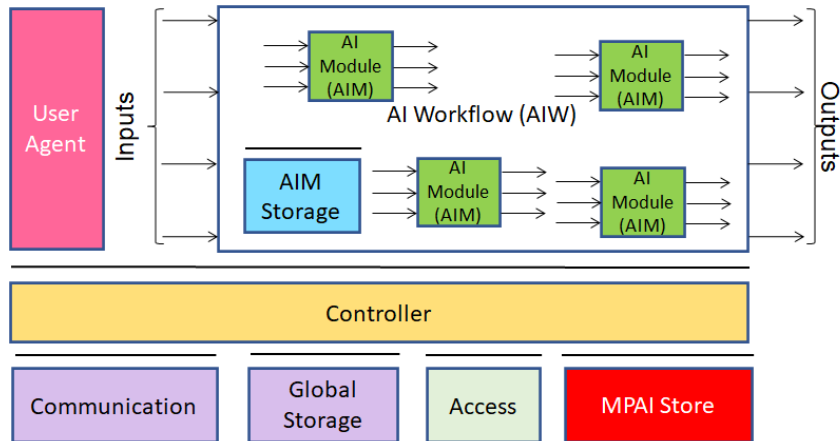 User
Agent
Inputs
AI
Module
(AIM)
AI
Module
(AIM)
AI Workflow (AIW)
AIM
Storage
AI
Module
(AIM)
AI
Module
(AIM)
Outputs
Controller
Communication
Global
Storage
Access
MPAI Store